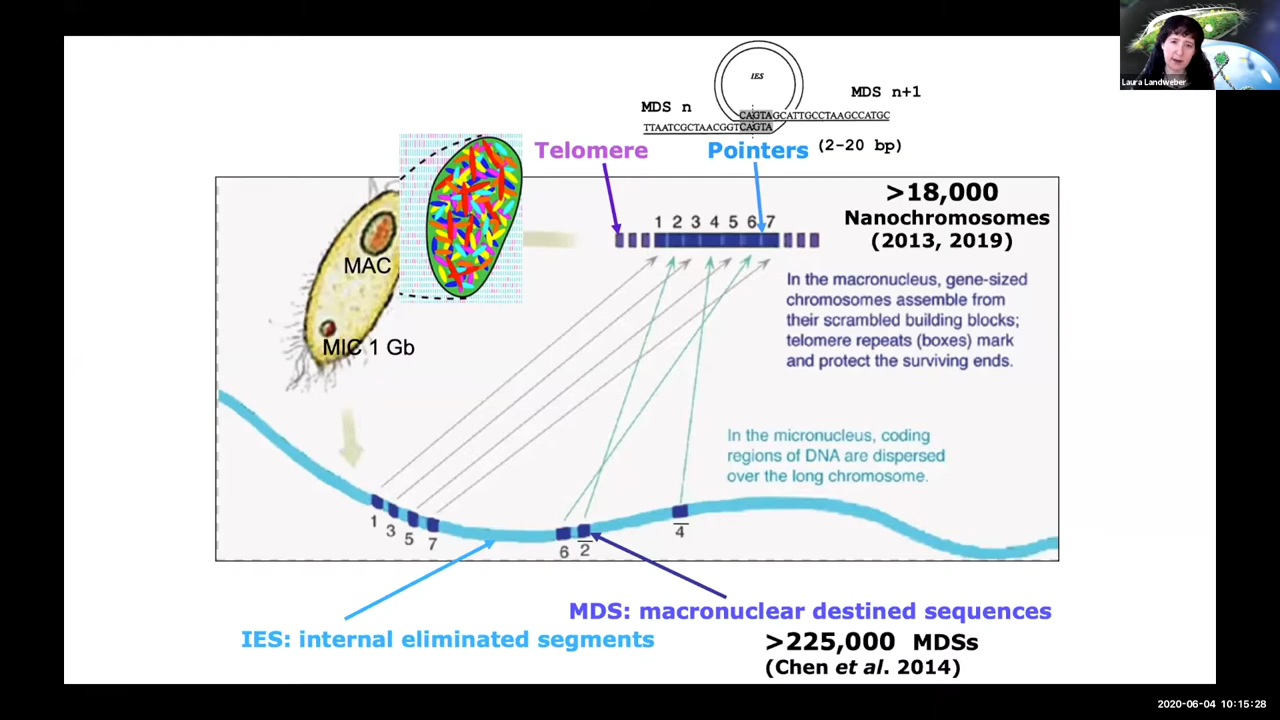 Laura Landweber
IES
MDS n
MDS n+1
CAGTAGCATTGCCTAAGCCATGC
TTAATCGCTAACGGTCAGTA
Telomere
Pointers (2-20 bp)
>18,000
Nanochromosomes
(2013, 2019)
1 2 3 4 5 6 7
MAC
MIC 1 Gb
In the macronucleus, gene-sized
chromosomes assemble from
their scrambled building blocks;
telomere repeats (boxes) mark
and protect the surviving ends.
In the micronucleus, coding
regions of DNA are dispersed
over the long chromosome.
1 3 5 7 6 2 4
MDS: macronuclear destined sequences
IES: internal eliminated segments
>225,000 MDSs
(Chen et al. 2014)
2020-06-04 10:15:28